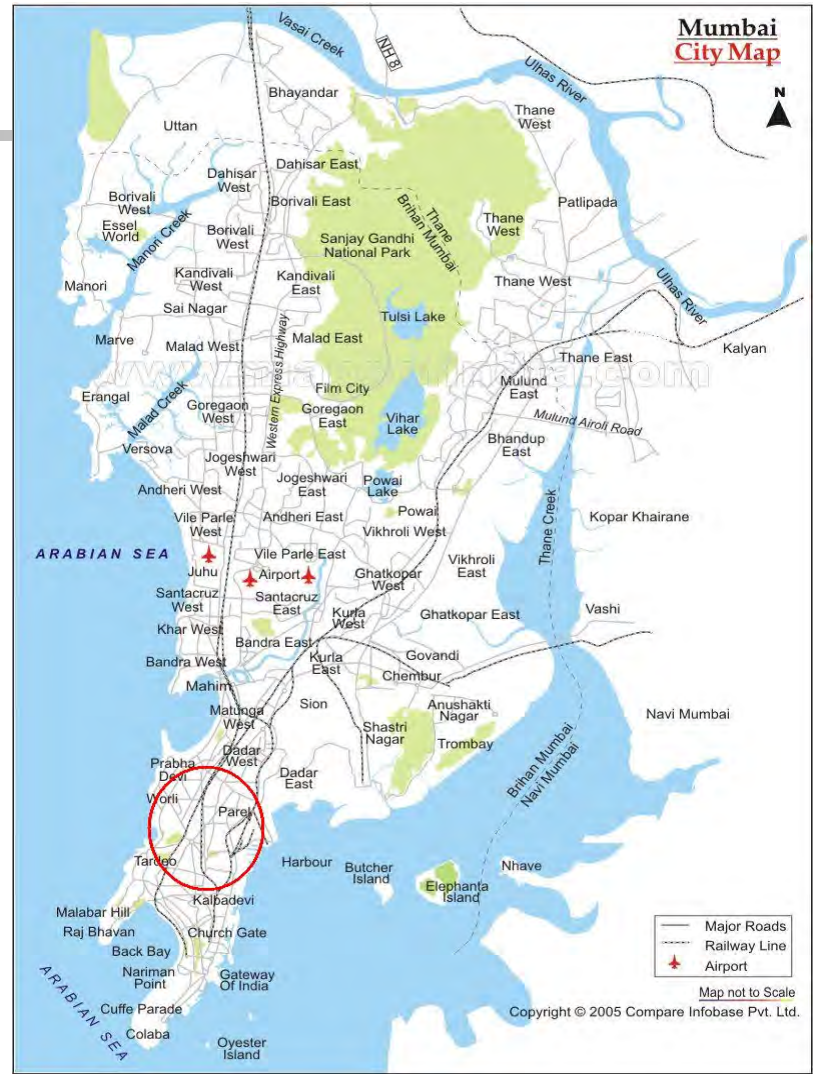 Mumbai
City Map
N
Vasai Creek
NH 8
Ulhas River
Bhayandar
Thane
West
Uttan
Dahisar East
Dahisar
West
Borivali
West
Borivali East
Patlipada
Essel
World
Manori Creek
Borivali
West
Thane
Brihan Mumbai
Thane
West
Sanjay Gandhi
National Park
Kandivali
West
Kandivali
East
Thane West
Ulhas River
Manori
Sai Nagar
Tulsi Lake
Marve
Malad West
Malad East
Western Express Highway
Kalyan
Thane East
Erangal
Malad Creek
Film City
Mulund
East
Goregaon
West
Goregaon
East
Vihar
Lake
Mulund Airoli Road
Versova
Bhandup
East
Jogeshwari
West
Jogeshwari
East
Powai
Lake
Andheri West
Powai
Thane Creek
Kopar Khairane
Vile Parle
West
Andheri East
Vikhroli West
ARABIAN SEA
Vile Parle East
Vikhroli
East
Juhu
Airport
Ghatkopar
West
Santacruz
West
Santacruz
East
Kurla
West
Ghatkopar East
Vashi
Khar West
Bandra East
Bandra West
Kurla
East
Govandi
Chembur
Mahim
Matunga
West
Sion
Anushakti
Nagar
Navi Mumbai
Shastri
Nagar
Trombay
Brihan Mumbai
Navi Mumbai
Dadar
West
Prabha
Devi
Dadar
East
Worli
Parel
Tardeo
Harbour
Butcher
Island
Elephanta
Island
Nhave
Kalbadevi
Malabar Hill
Raj Bhavan
Church Gate
Back Bay
Nariman
Point
Gateway
Of India
ARABIAN SEA
Cuffe Parade
Colaba
Oyester
Island
Major Roads
Railway Line
Airport
Map not to Scale
Copyright © 2005 Compare Infobase Pvt. Ltd.